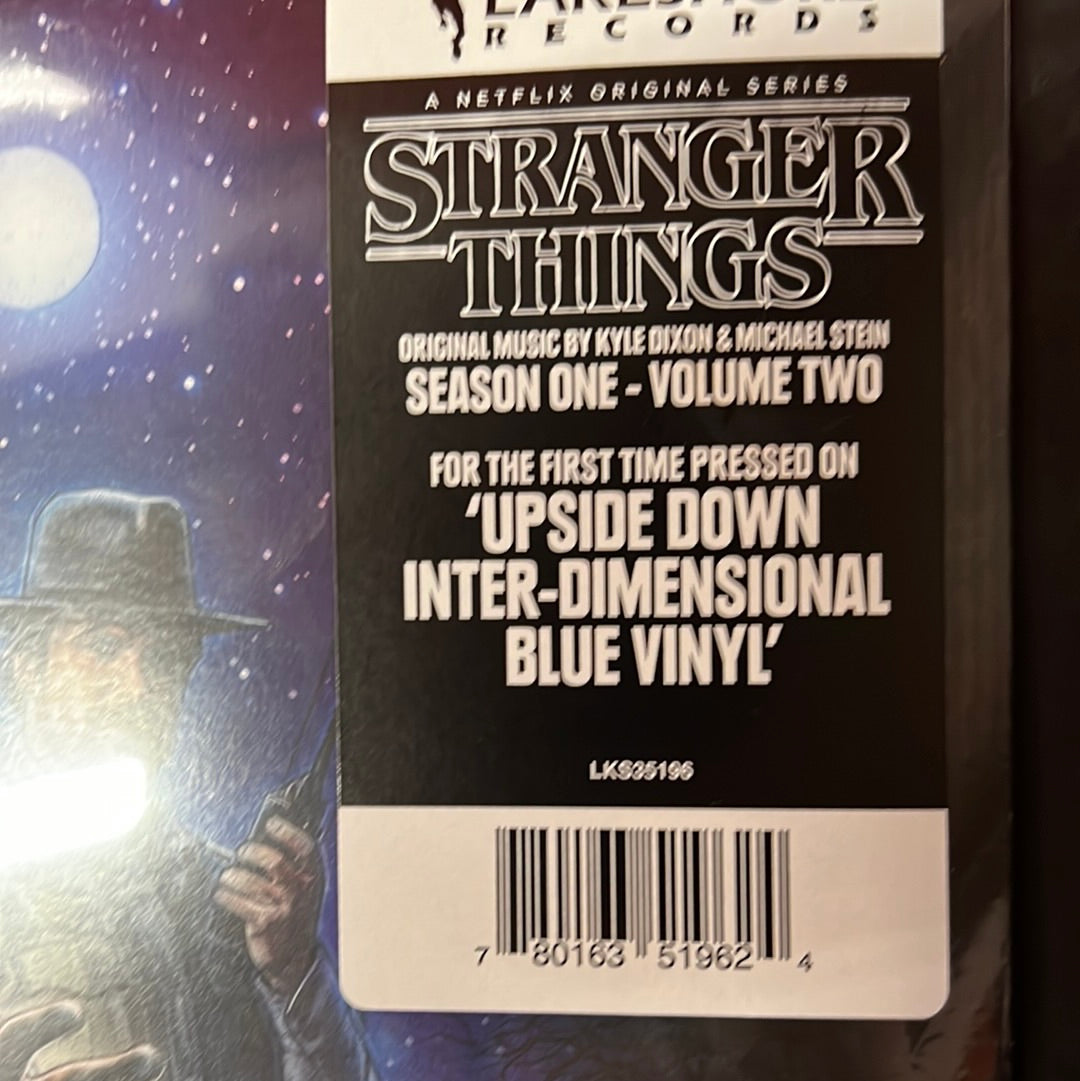 RECORDS
A NETFLIX ORIGINAL SERIES
STRANGER
THINGS
ORIGINAL MUSIC BY KYLE DIXON & MICHAEL STEIN
SEASON ONE - VOLUME TWO
FOR THE FIRST TIME PRESSED ON
'UPSIDE DOWN
INTER-DIMENSIONAL
BLUE VINYL'
LKS35196
7 80163 51962 4